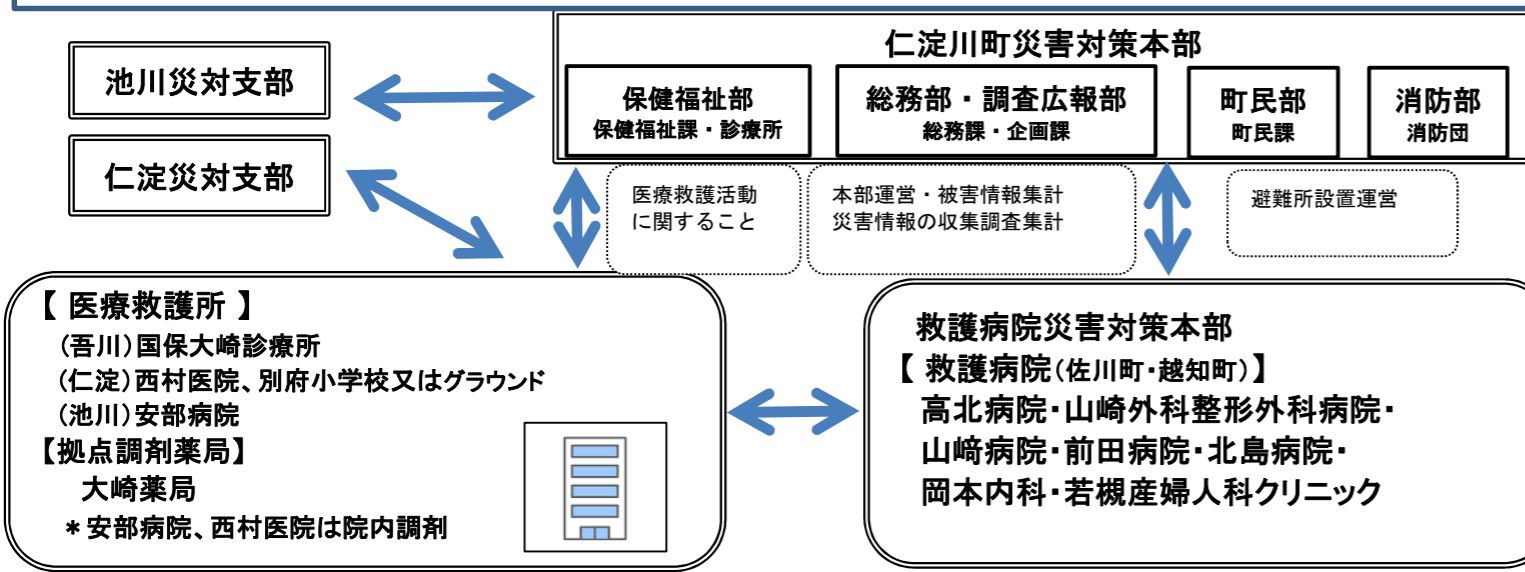 仁淀川町災害対策本部
池川災対支部
仁淀災対支部
保健福祉部
保健福祉課・診療所
総務部・調査広報部
総務課・企画課
町民部
町民課
消防部
消防団
医療救護活動
に関すること
本部運営・被害情報集計
災害情報の収集調査集計
避難所設置運営
【 医療救護所 】
(吾川)国保大崎診療所
(仁淀)西村医院、別府小学校又はグラウンド
(池川)安部病院
【拠点調剤薬局】
大崎薬局
*安部病院、西村医院は院内調剤
救護病院災害対策本部
【 救護病院(佐川町・越知町)】
高北病院・山崎外科整形外科病院・
山﨑病院・前田病院・北島病院・
岡本内科・若槻産婦人科クリニック